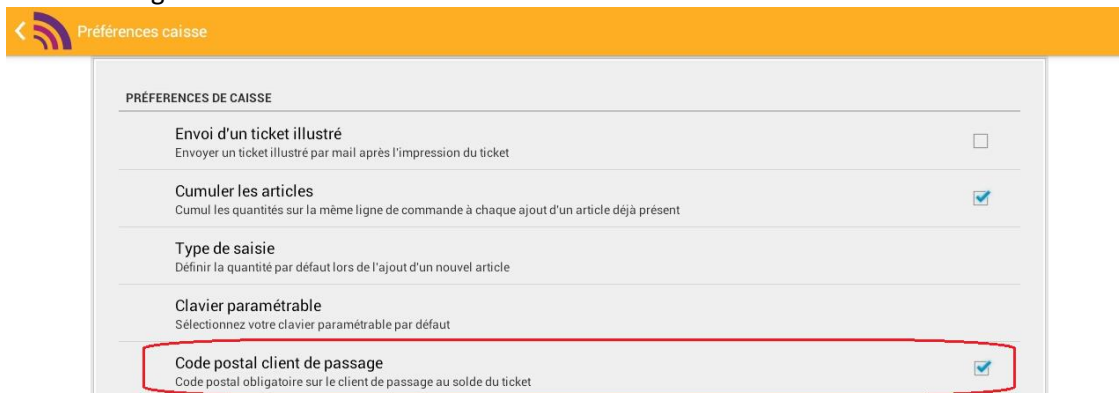 Préférences caisse
PRÉFERENCES DE CAISSE
Envoi d'un ticket illustré
Envoyer un ticket illustré par mail après l'impression du ticket
Cumuler les articles
Cumul les quantités sur la même ligne de commande à chaque ajout d'un article déjà présent
Type de saisie
Définir la quantité par défaut lors de l'ajout d'un nouvel article
Clavier paramétrable
Sélectionnez votre clavier paramétrable par défaut
Code postal client de passage
Code postal obligatoire sur le client de passage au solde du ticket